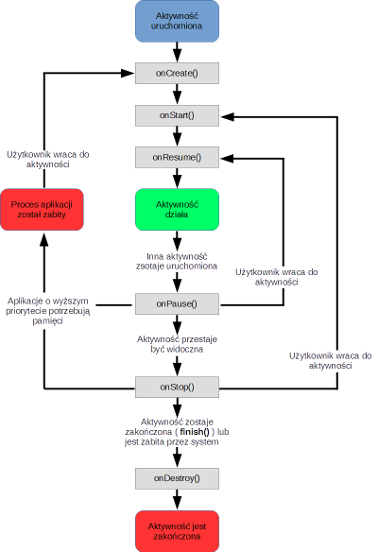 Aktywność
uruchomiona
onCreate()
onStart()
Użytkownik wraca do
aktywności
onResume()
Proces aplikacji
został zabity
Aktywność
działa
Inna aktywność
zsotaje uruchomiona
Użytkownik wraca do
aktywności
Aplikacje o wyższym
priorytecie potrzebują
pamięci
onPause()
Aktywność przestaje
być widoczna
Użytkownik wraca do
aktywności
onStop()
Aktywność zostaje
zakończona ( finish() ) lub
jest zabita przez system
onDestroy()
Aktywność jest
zakończona